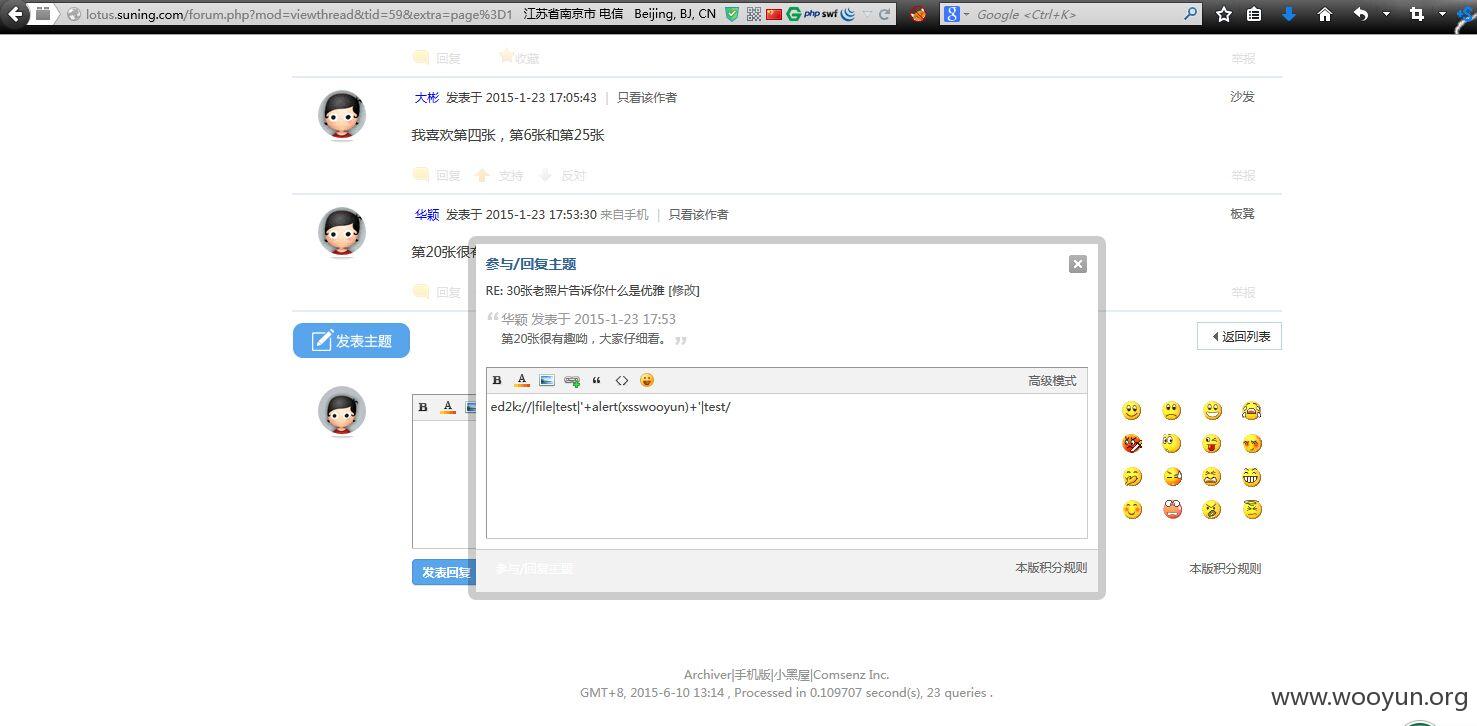 lotus.suning.com/forum.php?mod=viewthread&tid=59&extra=page%3D1 江苏省南京市 电信 Beijing, BJ, CN php swf Google <Ctrl+K>
回复 收藏 举报
大彬 发表于 2015-1-23 17:05:43 | 只看该作者 沙发
我喜欢第四张，第6张和第25张
回复 支持 反对 举报
华颖 发表于 2015-1-23 17:53:30 来自手机 | 只看该作者 板凳
第20张很有
回复 举报
参与/回复主题
RE: 30张老照片告诉你什么是优雅 [修改]
华颖 发表于 2015-1-23 17:53
第20张很有趣呦，大家仔细看。
发表主题 返回列表
B A 高级模式
ed2k://|file|test|'+alert(xsswooyun)+'|test/
B A
发表回复 参与/回复主题 本版积分规则 本版积分规则
Archiver|手机版|小黑屋|Comsenz Inc.
GMT+8, 2015-6-10 13:14 , Processed in 0.109707 second(s), 23 queries .
www.wooyun.org